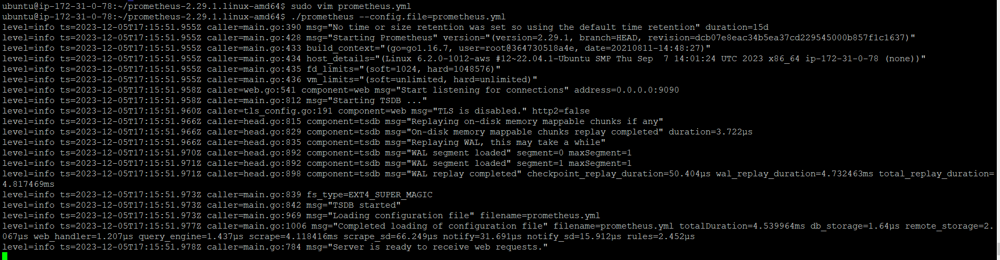 ubuntu@ip-172-31-0-78:~/prometheus-2.29.1.linux-amd64$ sudo vim prometheus.yml
ubuntu@ip-172-31-0-78:~/prometheus-2.29.1.linux-amd64$ ./prometheus --config.file=prometheus.yml
level=info ts=2023-12-05T17:15:51.955Z caller=main.go:390 msg="No time or size retention was set so using the default time retention" duration=15d
level=info ts=2023-12-05T17:15:51.955Z caller=main.go:428 msg="Starting Prometheus" version="(version=2.29.1, branch=HEAD, revision=dcb07e8eac34b5ea37cd229545000b857f1c1637)"
level=info ts=2023-12-05T17:15:51.955Z caller=main.go:433 build_context="(go=go1.16.7, user=root@364730518a4e, date=20210811-14:48:27)"
level=info ts=2023-12-05T17:15:51.955Z caller=main.go:434 host_details="(Linux 6.2.0-1012-aws #12~22.04.1-Ubuntu SMP Thu Sep  7 14:01:24 UTC 2023 x86_64 ip-172-31-0-78 (none))"
level=info ts=2023-12-05T17:15:51.955Z caller=main.go:435 fd_limits="(soft=1024, hard=1048576)"
level=info ts=2023-12-05T17:15:51.955Z caller=main.go:436 vm_limits="(soft=unlimited, hard=unlimited)"
level=info ts=2023-12-05T17:15:51.958Z caller=web.go:541 component=web msg="Start listening for connections" address=0.0.0.0:9090
level=info ts=2023-12-05T17:15:51.958Z caller=main.go:812 msg="Starting TSDB ..."
level=info ts=2023-12-05T17:15:51.960Z caller=tls_config.go:191 component=web msg="TLS is disabled." http2=false
level=info ts=2023-12-05T17:15:51.966Z caller=head.go:815 component=tsdb msg="Replaying on-disk memory mappable chunks if any"
level=info ts=2023-12-05T17:15:51.966Z caller=head.go:829 component=tsdb msg="On-disk memory mappable chunks replay completed" duration=3.722µs
level=info ts=2023-12-05T17:15:51.966Z caller=head.go:835 component=tsdb msg="Replaying WAL, this may take a while"
level=info ts=2023-12-05T17:15:51.970Z caller=head.go:892 component=tsdb msg="WAL segment loaded" segment=0 maxSegment=1
level=info ts=2023-12-05T17:15:51.971Z caller=head.go:892 component=tsdb msg="WAL segment loaded" segment=1 maxSegment=1
level=info ts=2023-12-05T17:15:51.971Z caller=head.go:898 component=tsdb msg="WAL replay completed" checkpoint_replay_duration=50.404µs wal_replay_duration=4.732463ms total_replay_duration=
4.817469ms
level=info ts=2023-12-05T17:15:51.973Z caller=main.go:839 fs_type=EXT4_SUPER_MAGIC
level=info ts=2023-12-05T17:15:51.973Z caller=main.go:842 msg="TSDB started"
level=info ts=2023-12-05T17:15:51.973Z caller=main.go:969 msg="Loading configuration file" filename=prometheus.yml
level=info ts=2023-12-05T17:15:51.977Z caller=main.go:1006 msg="Completed loading of configuration file" filename=prometheus.yml totalDuration=4.539964ms db_storage=1.64µs remote_storage=2.
067µs web_handler=1.207µs query_engine=1.437µs scrape=4.118416ms scrape_sd=66.249µs notify=31.691µs notify_sd=15.912µs rules=2.452µs
level=info ts=2023-12-05T17:15:51.978Z caller=main.go:784 msg="Server is ready to receive web requests."